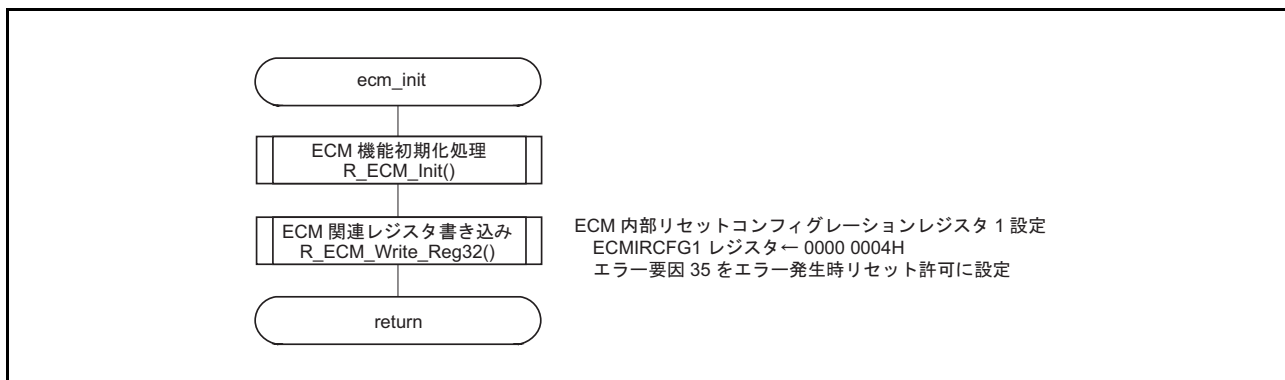 ecm_init
ECM 機能初期化処理
R_ECM_Init()
ECM 関連レジスタ書き込み
R_ECM_Write_Reg32()
ECM 内部リセットコンフィグレーションレジスタ 1 設定
ECMIRCFG1 レジスタ← 0000 0004H
エラー要因 35 をエラー発生時リセット許可に設定
return